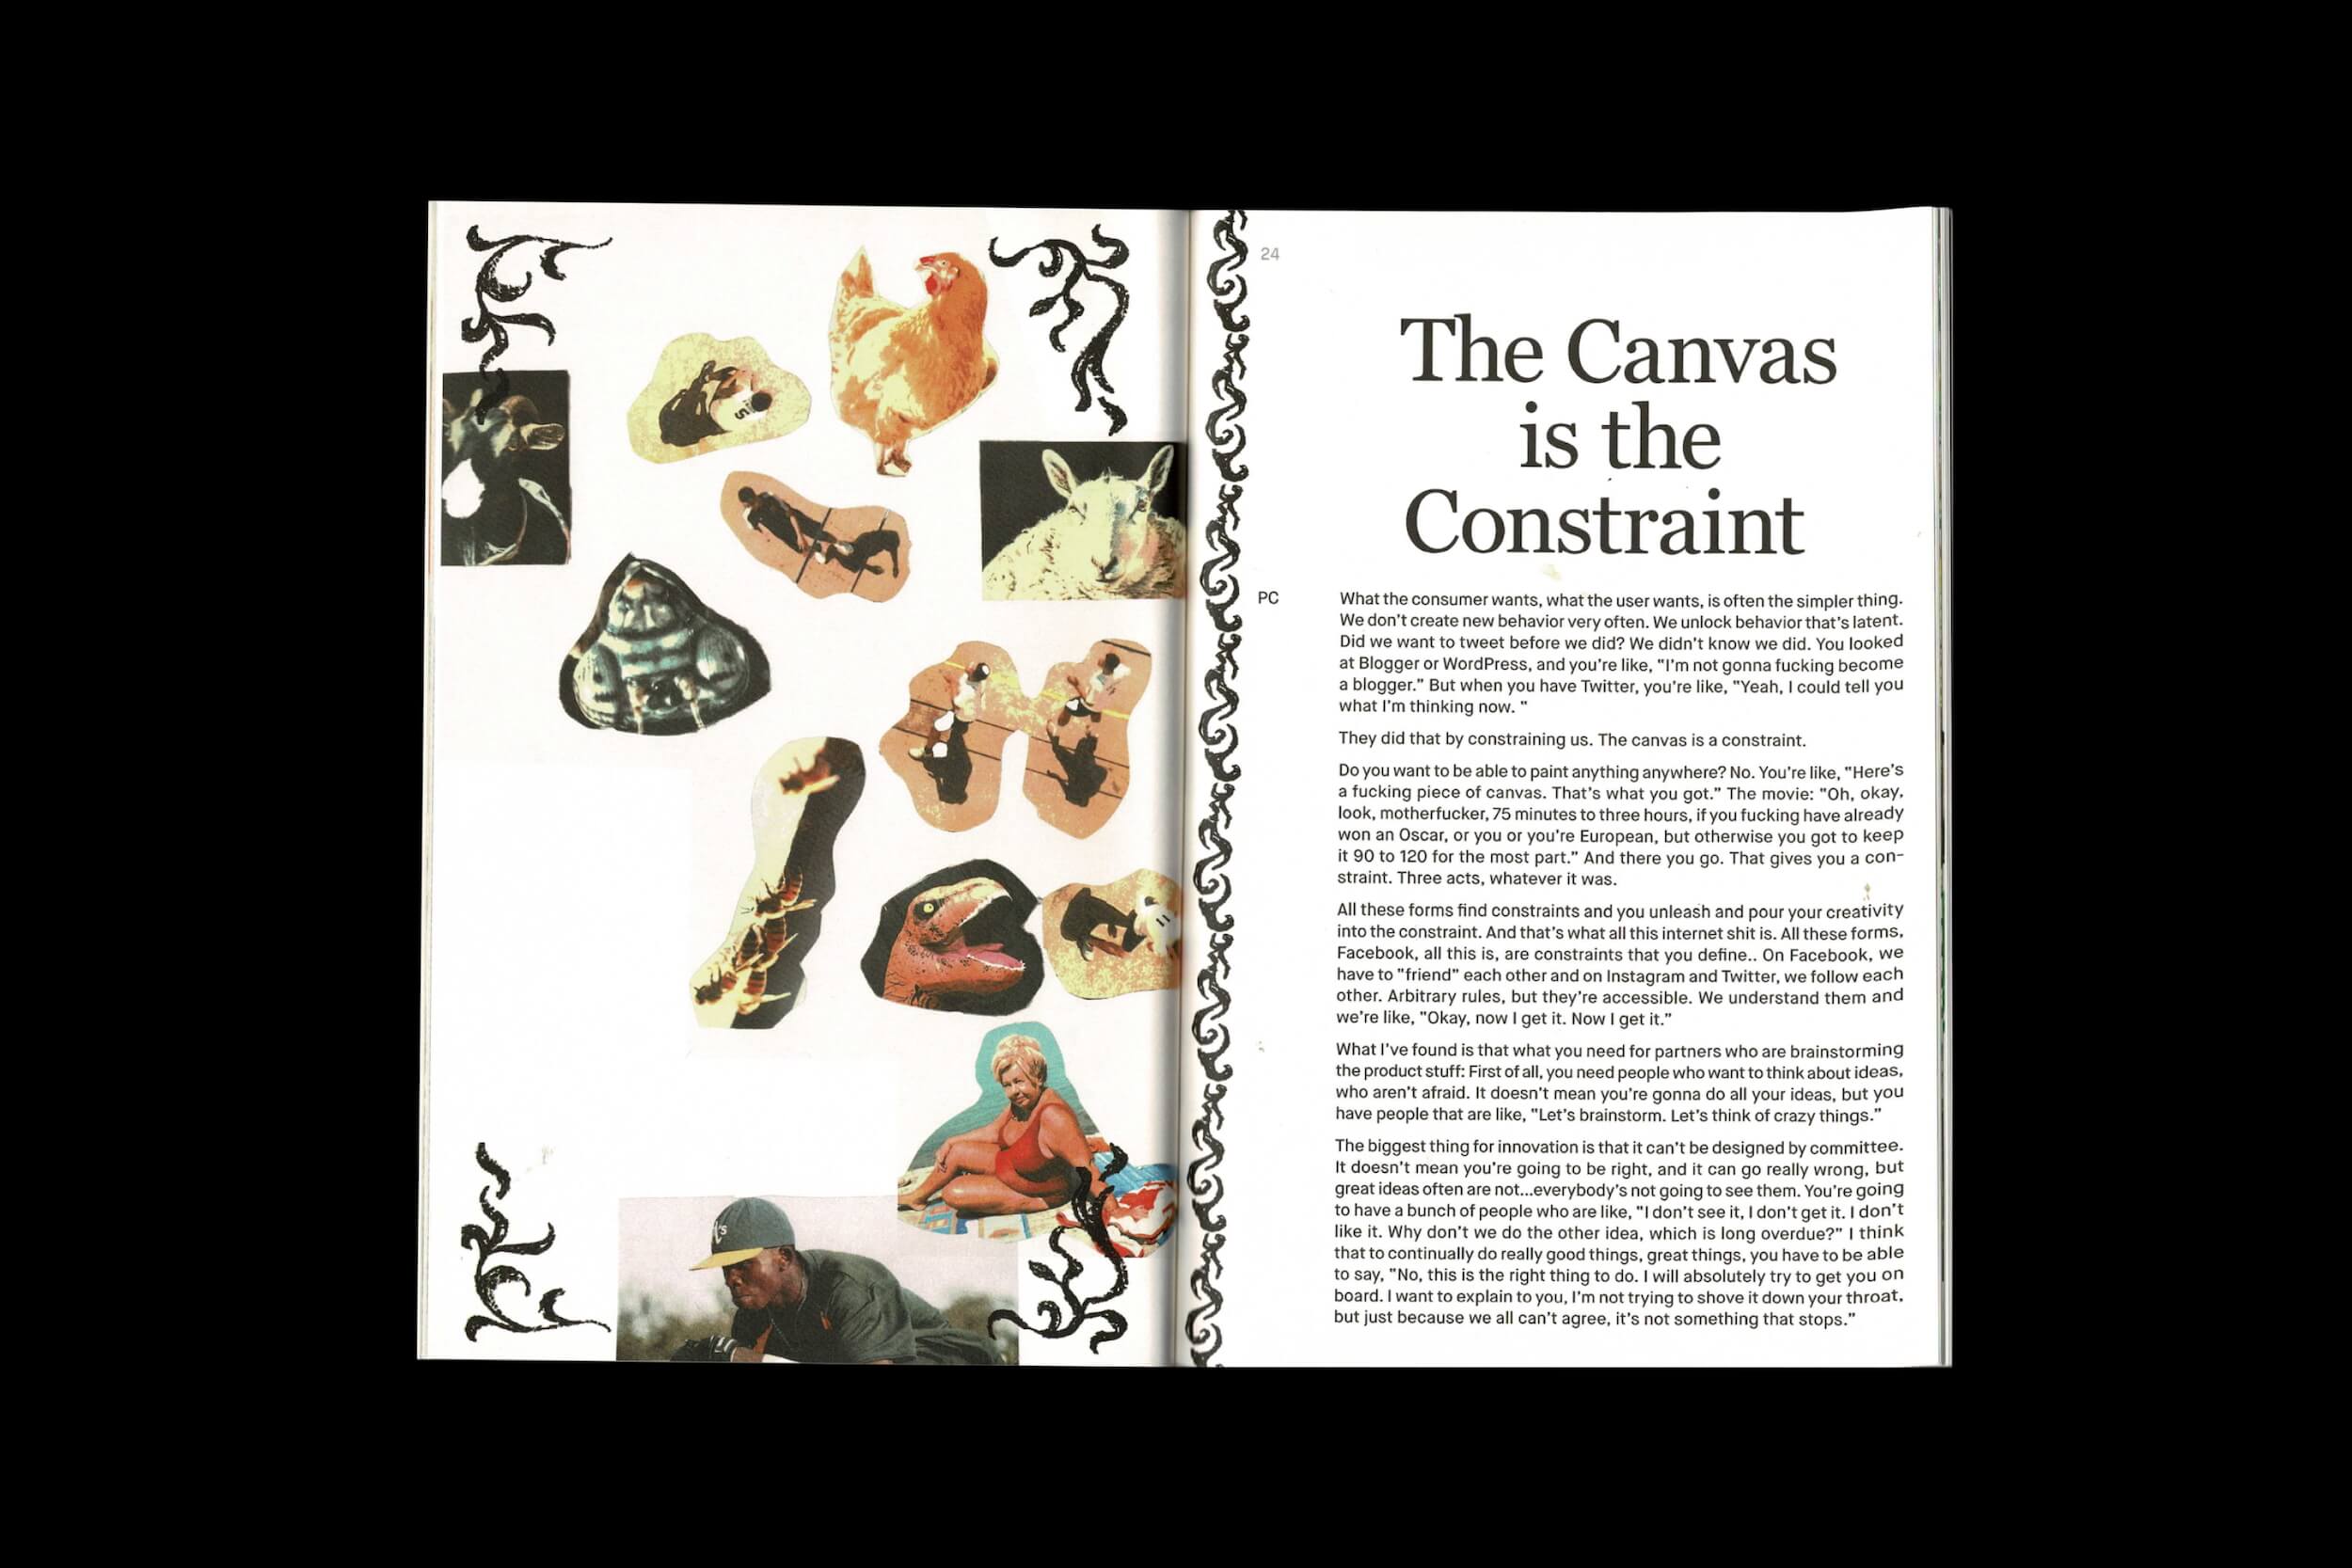 A's
5
11
24
The Canvas
is the
Constraint
PC
What the consumer wants, what the user wants, is often the simpler thing.
We don't create new behavior very often. We unlock behavior that's latent.
Did we want to tweet before we did? We didn't know we did. You looked
at Blogger or WordPress, and you're like, "I'm not gonna fucking become
a blogger." But when you have Twitter, you're like, "Yeah, I could tell you
what I'm thinking now. "
They did that by constraining us. The canvas is a constraint.
Do you want to be able to paint anything anywhere? No. You're like, "Here's
a fucking piece of canvas. That's what you got." The movie: "Oh, okay,
look, motherfucker, 75 minutes to three hours, if you fucking have already
won an Oscar, or you or you're European, but otherwise you got to keep
it 90 to 120 for the most part." And there you go. That gives you a con-
straint. Three acts, whatever it was.
All these forms find constraints and you unleash and pour your creativity
into the constraint. And that's what all this internet shit is. All these forms,
Facebook, all this is, are constraints that you define.. On Facebook, we
have to "friend" each other and on Instagram and Twitter, we follow each
other. Arbitrary rules, but they're accessible. We understand them and
we're like, "Okay, now I get it. Now I get it."
What I've found is that what you need for partners who are brainstorming
the product stuff: First of all, you need people who want to think about ideas,
who aren't afraid. It doesn't mean you're gonna do all your ideas, but you
have people that are like, "Let's brainstorm. Let's think of crazy things."
The biggest thing for innovation is that it can't be designed by committee.
It doesn't mean you're going to be right, and it can go really wrong, but
great ideas often are not...everybody's not going to see them. You're going
to have a bunch of people who are like, "I don't see it, I don't get it. I don't
like it. Why don't we do the other idea, which is long overdue?" I think
that to continually do really good things, great things, you have to be able
to say, "No, this is the right thing to do. I will absolutely try to get you on
board. I want to explain to you, I'm not trying to shove it down your throat,
but just because we all can't agree, it's not something that stops."